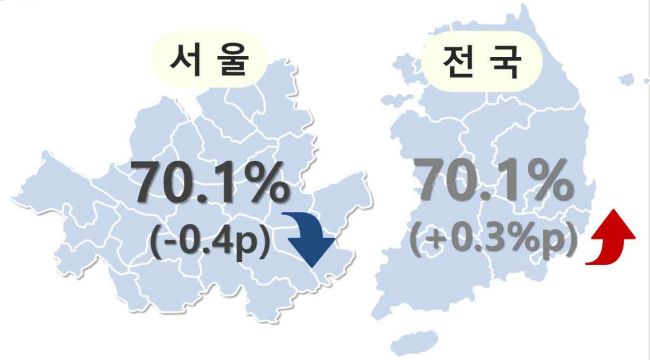 서 울
70.1%
(-0.4p)
전 국
70.1%
(+0.3%p)